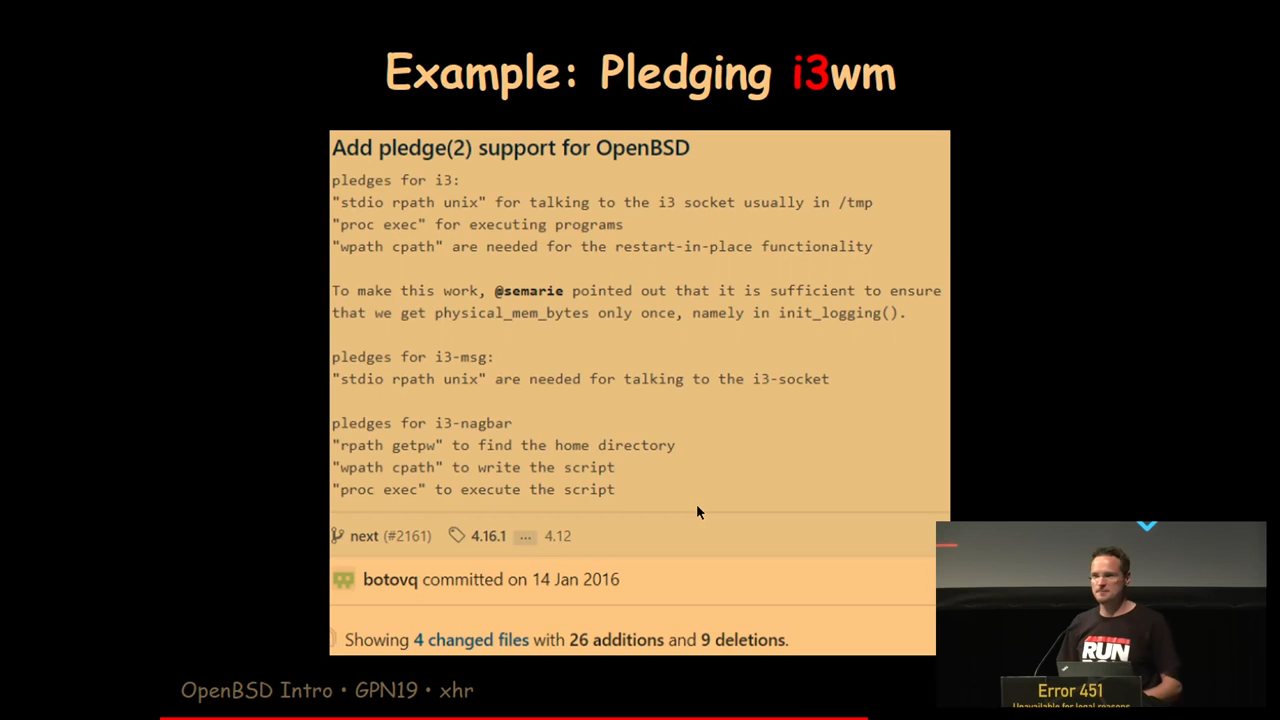 Example: Pledging i3wm
Add pledge(2) support for OpenBSD
pledges for i3:
"stdio rpath unix" for talking to the i3 socket usually in /tmp
"proc exec" for executing programs
"wpath cpath" are needed for the restart-in-place functionality
To make this work, @semarie pointed out that it is sufficient to ensure
that we get physical_mem_bytes only once, namely in init_logging().
pledges for i3-msg:
"stdio rpath unix" are needed for talking to the i3-socket
pledges for i3-nagbar
"rpath getpw" to find the home directory
"wpath cpath" to write the script
"proc exec" to execute the script
next (#2161) 4.16.1 ... 4.12
botovq committed on 14 Jan 2016
Showing 4 changed files with 26 additions and 9 deletions.
RUN
Error 451
Unavailable for legal reasons
OpenBSD Intro • GPN19 • xhr